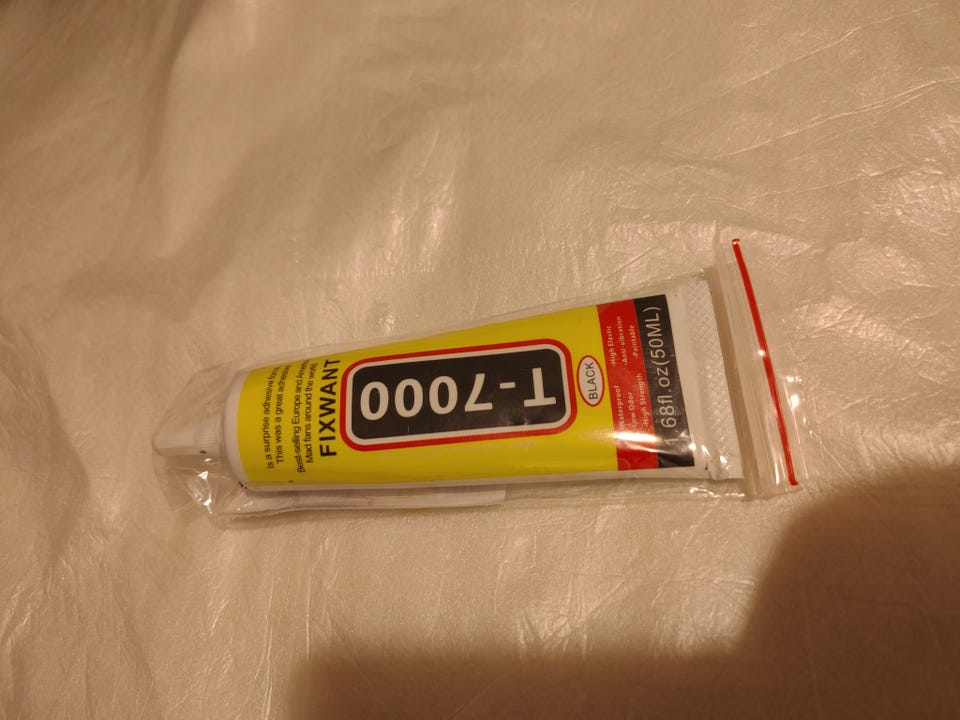 Is a surprise adhesive
This was a great adhesive
Best-selling Europe and
Mad fans around the world
FIXWANT
T-7000
BLACK
Waterproof ·High Elastic
·Low Odor ·Anti-vibration
·High Strength ·Paintable
.68fl.oz(50ML)